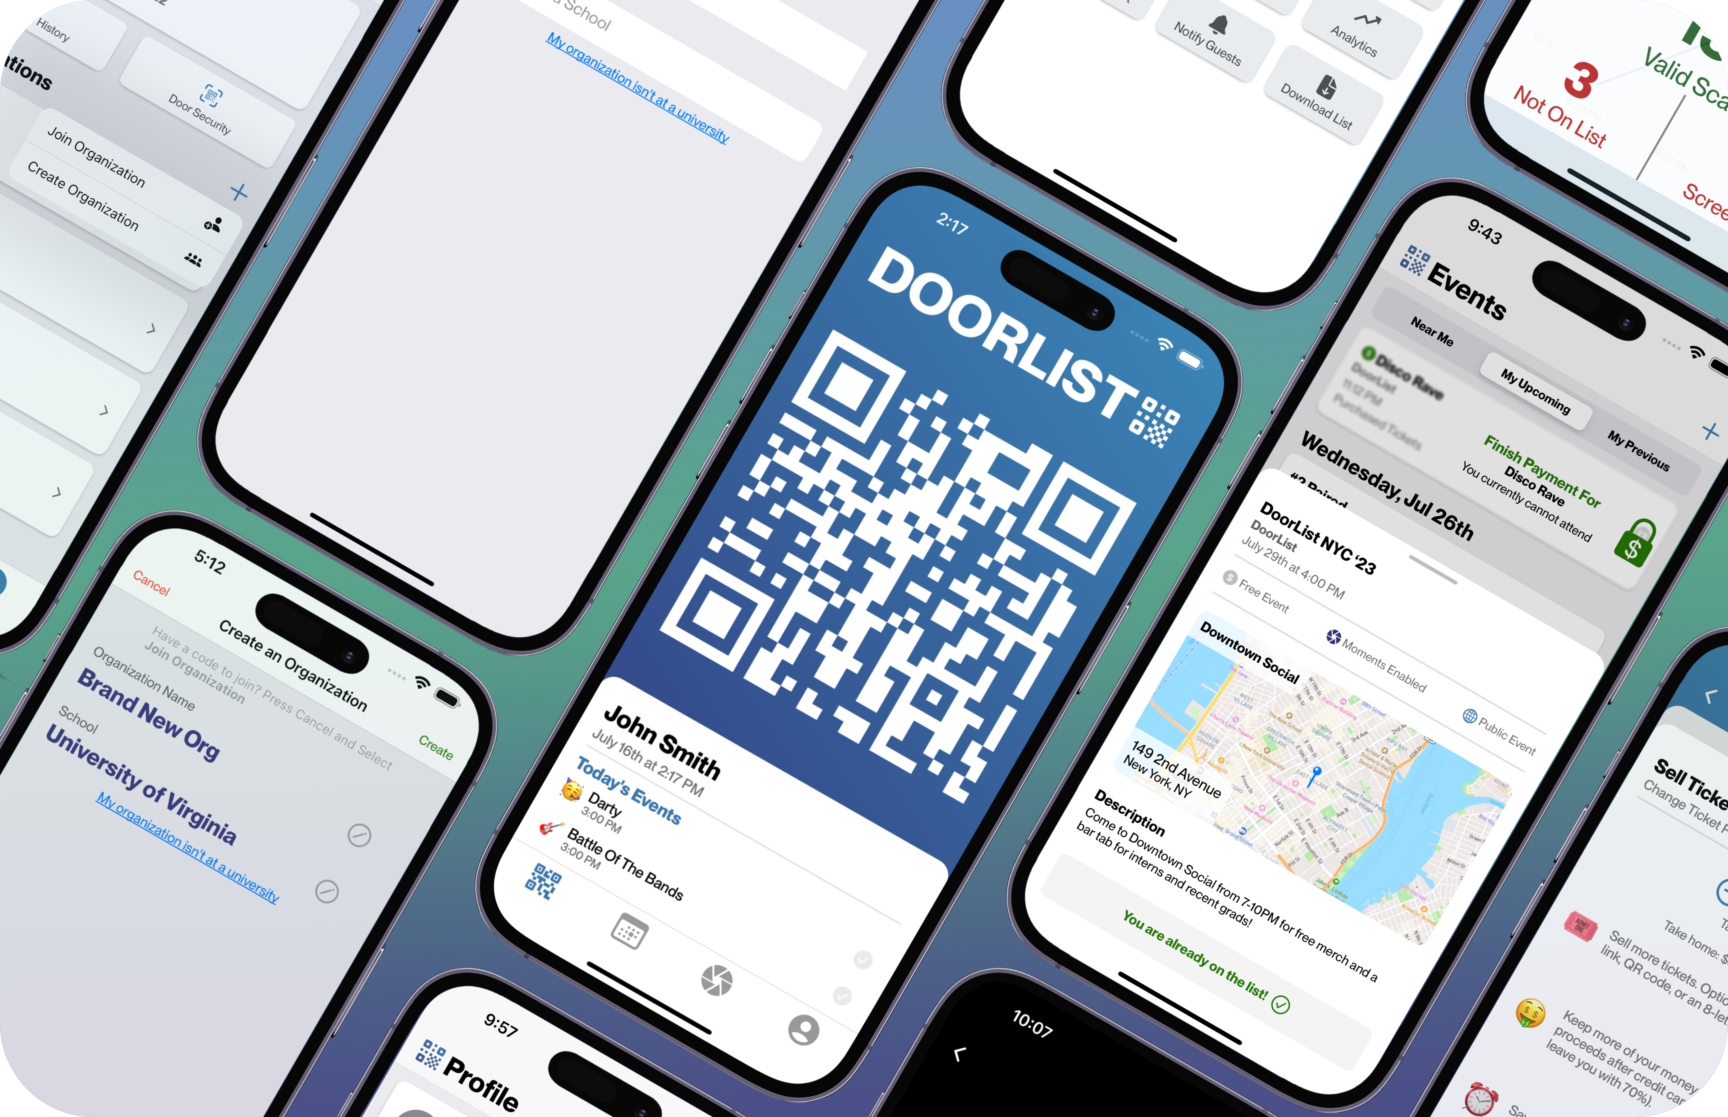 History
Door Security
Join Organization
Create Organization
School
My organization isn't at a university
Notify Guests
Analytics
Download List
3
Not On List
Valid Sca
Scree
5:12
Cancel
Create an Organization
Create
Have a code to join? Press Cancel and Select
Join Organization
Organization Name
Brand New Org
School
University of Virginia
My organization isn't at a university
2:17
DOORLIST
John Smith
July 16th at 2:17 PM
Today's Events
Darty
3:00 PM
Battle Of The Bands
3:00 PM
9:43
Events
Near Me
My Upcoming
My Previous
Disco Rave
DoorList
11:12 PM
Purchased Tickets
Finish Payment For
Disco Rave
You currently cannot attend
Wednesday, Jul 26th
DoorList NYC '23
DoorList
July 29th at 4:00 PM
Free Event
Moments Enabled
Public Event
Downtown Social
149 2nd Avenue
New York, NY
Description
Come to Downtown Social from 7-10PM for free merch and a
bar tab for interns and recent grads!
You are already on the list!
9:57
Profile
10:07
Sell Ticke
Change Ticket P
Take home: $
Sell more tickets. Optio
link, QR code, or an 8-let
Keep more of your money
proceeds after credit car
leave you with 70%).